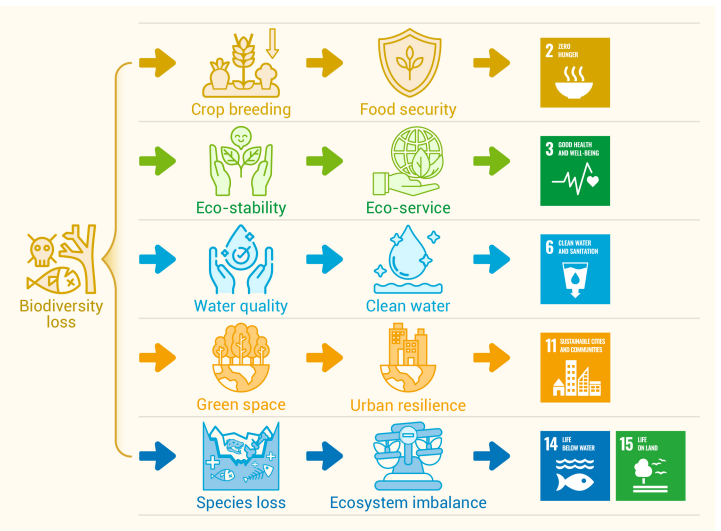 2 ZERO
HUNGER
Crop breeding
Food security
3 GOOD HEALTH
AND WELL-BEING
Eco-stability
Eco-service
Biodiversity
loss
6 CLEAN WATER
AND SANITATION
Water quality
Clean water
11 SUSTAINABLE CITIES
AND COMMUNITIES
Green space
Urban resilience
14 LIFE
BELOW WATER
15 LIFE
ON LAND
Species loss
Ecosystem imbalance